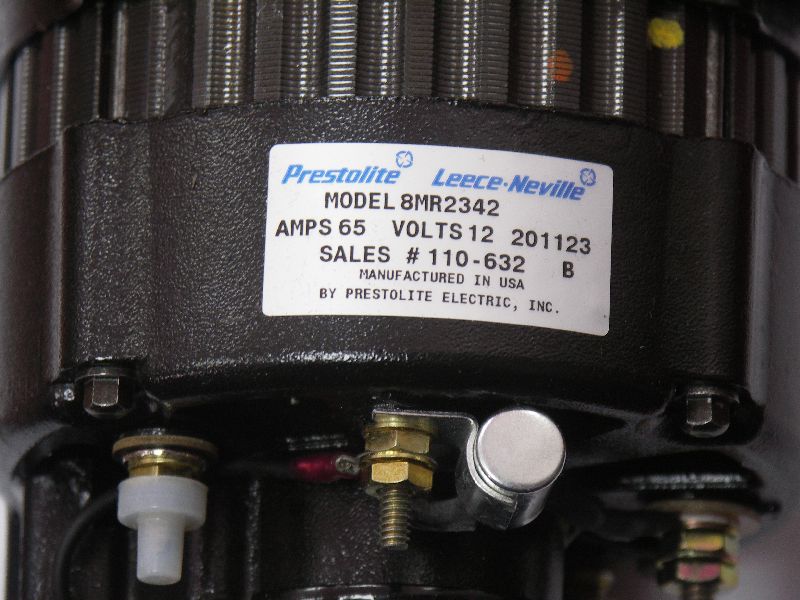 Prestolite Leece-Neville
MODEL 8MR2342
AMPS 65 VOLTS 12 201123
SALES # 110-632 B
MANUFACTURED IN USA
BY PRESTOLITE ELECTRIC, INC.